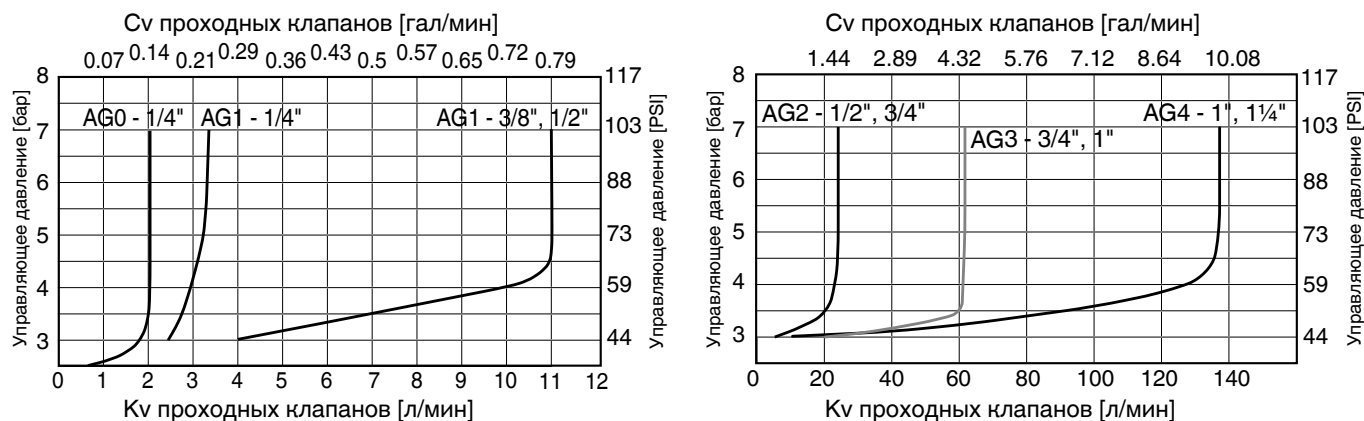 Cv проходных клапанов [гал/мин]
0.07 0.14 0.21 0.29 0.36 0.43 0.5 0.57 0.65 0.72 0.79
Управляющее давление [бар]
8 7 6 5 4 3
AG0 - 1/4" AG1 - 1/4" AG1 - 3/8", 1/2"
117 103 88 73 59 44
Управляющее давление [PSI]
0 1 2 3 4 5 6 7 8 9 10 11 12
Kv проходных клапанов [л/мин]
Cv проходных клапанов [гал/мин]
1.44 2.89 4.32 5.76 7.12 8.64 10.08
Управляющее давление [бар]
8 7 6 5 4 3
AG2 - 1/2", 3/4" AG4 - 1", 1¼"
AG3 - 3/4", 1"
117 103 88 73 59 44
Управляющее давление [PSI]
0 20 40 60 80 100 120 140
Kv проходных клапанов [л/мин]